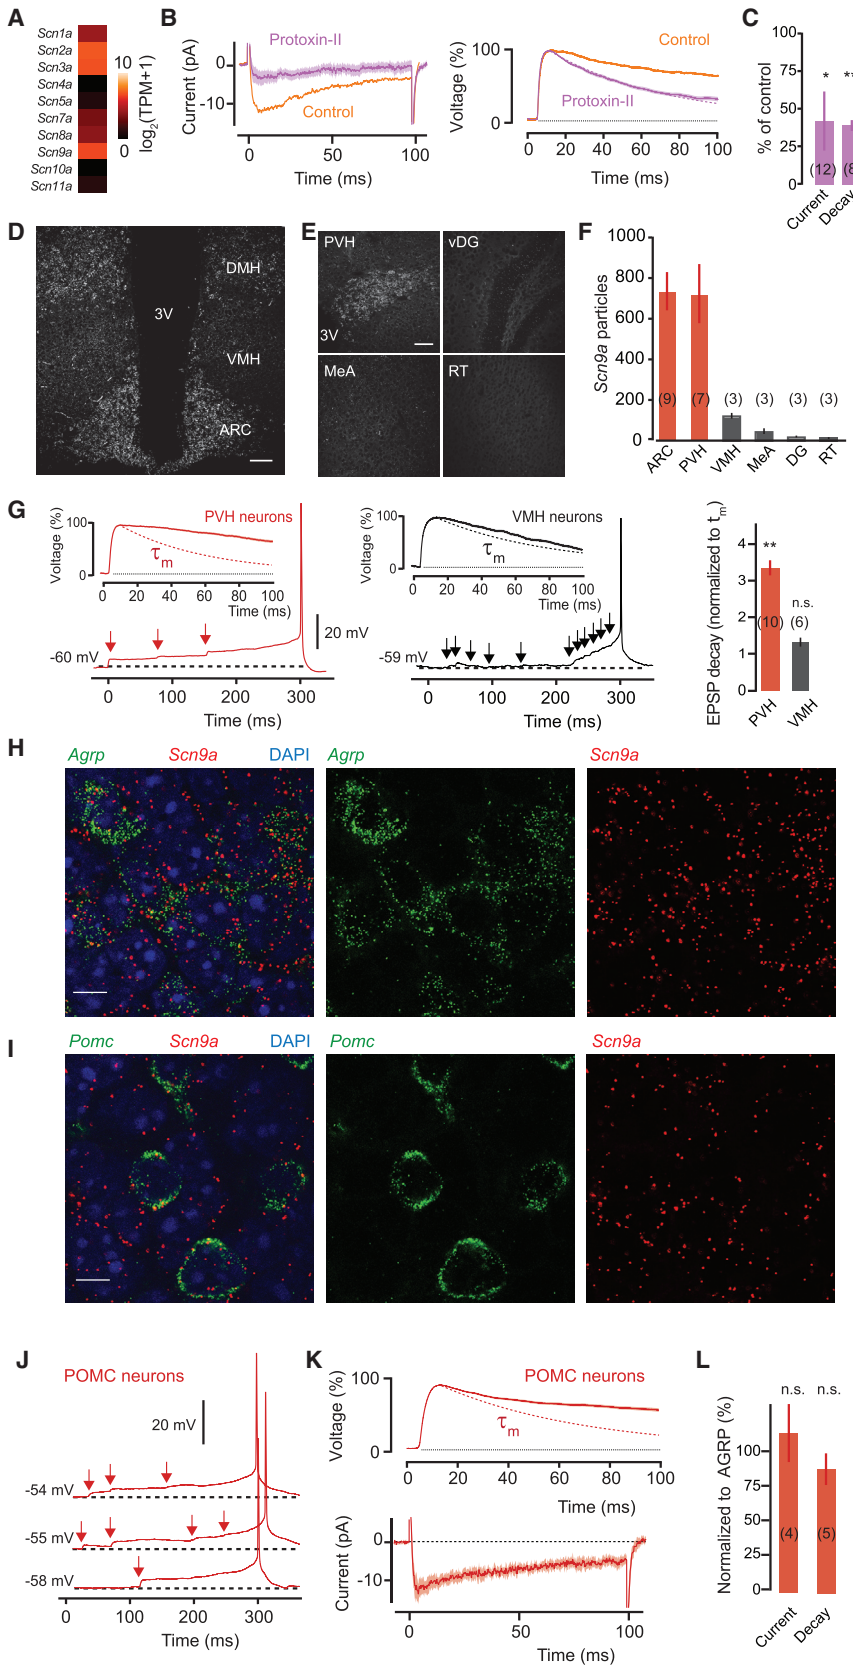 A
Scn1a
Scn2a
Scn3a
Scn4a
Scn5a
Scn7a
Scn8a
Scn9a
Scn10a
Scn11a
10
0
log2(TPM+1)
B
Protoxin-II
Control
Current (pA)
0
-10
0 50 100
Time (ms)
Control
Protoxin-II
Voltage (%)
100
0
0 20 40 60 80 100
Time (ms)
C
% of control
100
75
50
25
0
* **
(12) (8
Current
Decay
D
DMH
3V
VMH
ARC
E
PVH
3V
vDG
MeA
RT
F
Scn9a particles
1000
800
600
400
200
0
(9) (7) (3) (3) (3) (3)
ARC PVH VMH MeA DG RT
G
PVH neurons
Voltage (%)
100
0
τm
0 20 40 60 80 100
Time (ms)
20 mV
-60 mV
0 100 200 300
Time (ms)
VMH neurons
Voltage (%)
100
0
τm
0 20 40 60 80 100
Time (ms)
-59 mV
0 100 200 300
Time (ms)
EPSP decay (normalized to tm)
4
3
2
1
0
**
n.s.
(10) (6)
PVH VMH
H
Agrp Scn9a DAPI
Agrp
Scn9a
I
Pomc Scn9a DAPI
Pomc
Scn9a
J
POMC neurons
20 mV
-54 mV
-55 mV
-58 mV
0 100 200 300
Time (ms)
K
POMC neurons
Voltage (%)
100
0
τm
0 20 40 60 80 100
Time (ms)
Current (pA)
0
-10
0 50 100
Time (ms)
L
n.s. n.s.
Normalized to AGRP (%)
100
75
50
25
0
(4) (5)
Current Decay